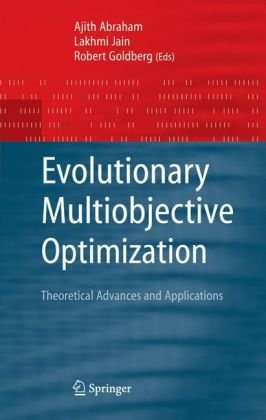 Ajith Abraham
Lakhmi Jain
Robert Goldberg (Eds)
Evolutionary
Multiobjective
Optimization
Theoretical Advances and Applications
Springer